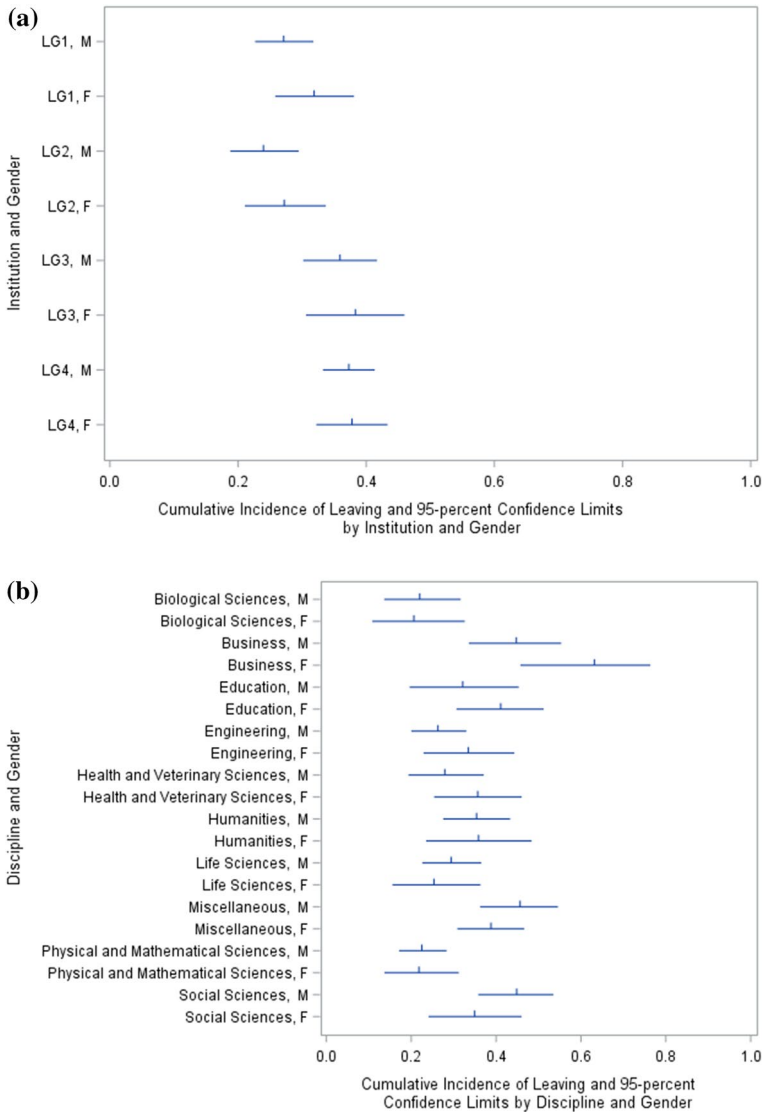 (a)
LG1, M
LG1, F
LG2, M
LG2, F
LG3, M
LG3, F
LG4, M
LG4, F
Institution and Gender
0.0 0.2 0.4 0.6 0.8 1.0
Cumulative Incidence of Leaving and 95-percent Confidence Limits
by Institution and Gender
(b)
Biological Sciences, M
Biological Sciences, F
Business, M
Business, F
Education, M
Education, F
Engineering, M
Engineering, F
Health and Veterinary Sciences, M
Health and Veterinary Sciences, F
Humanities, M
Humanities, F
Life Sciences, M
Life Sciences, F
Miscellaneous, M
Miscellaneous, F
Physical and Mathematical Sciences, M
Physical and Mathematical Sciences, F
Social Sciences, M
Social Sciences, F
Discipline and Gender
0.0 0.2 0.4 0.6 0.8 1.0
Cumulative Incidence of Leaving and 95-percent
Confidence Limits by Discipline and Gender